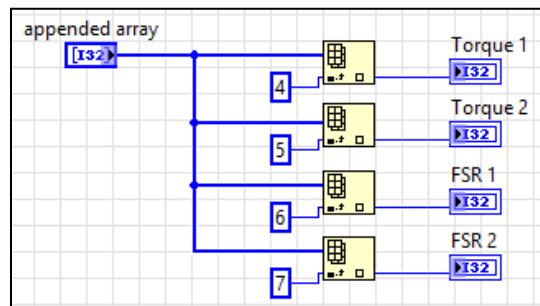 appended array
[I32]
Torque 1
4
I32
Torque 2
5
I32
FSR 1
6
I32
FSR 2
7
I32